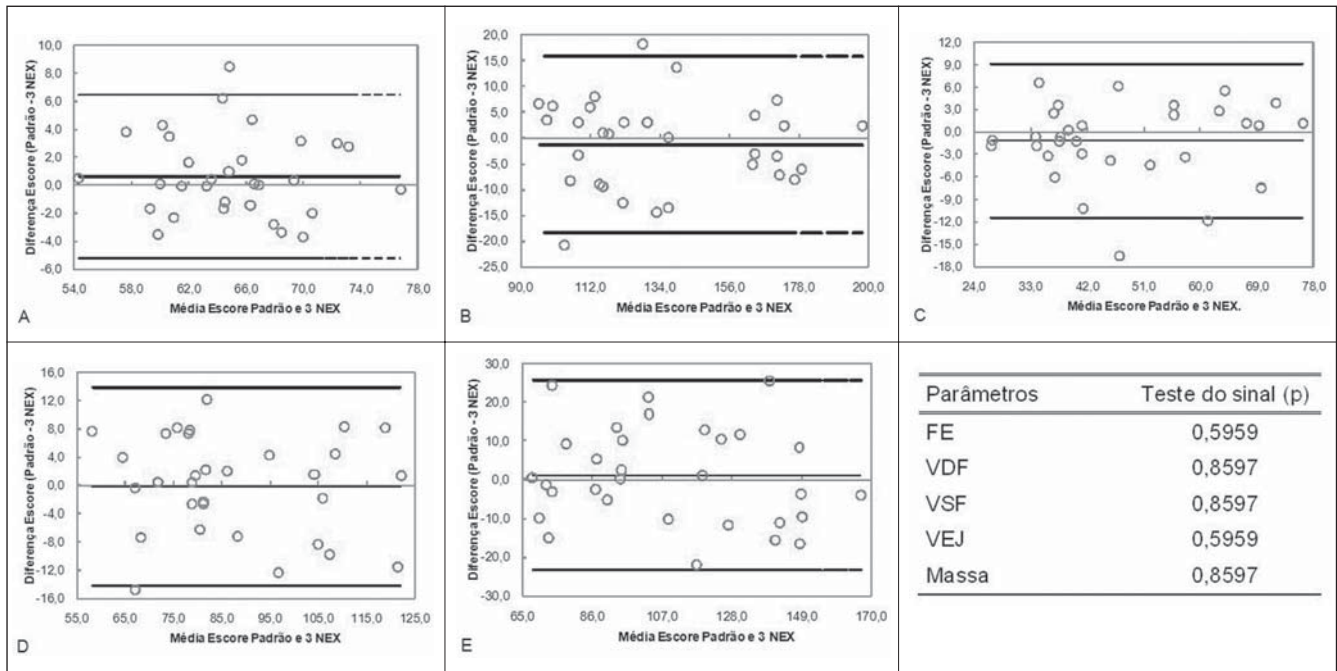 Diferença Escore (Padrão - 3 NEX)
10,0
8,0
6,0
4,0
2,0
0,0
-2,0
-4,0
-6,0
54,0 58,0 62,0 66,0 70,0 74,0 78,0
Média Escore Padrão e 3 NEX
A
Diferença Escore (Padrão - 3 NEX)
20,0
15,0
10,0
5,0
0,0
-5,0
-10,0
-15,0
-20,0
-25,0
90,0 112,0 134,0 156,0 178,0 200,0
Média Escore Padrão e 3 NEX
B
Diferença Escore (Padrão - 3 NEX)
12,0
9,0
6,0
3,0
0,0
-3,0
-6,0
-9,0
-12,0
-15,0
-18,0
24,0 33,0 42,0 51,0 60,0 69,0 78,0
Média Escore Padrão e 3 NEX.
C
Diferença Escore (Padrão - 3 NEX)
16,0
12,0
8,0
4,0
0,0
-4,0
-8,0
-12,0
-16,0
55,0 65,0 75,0 85,0 95,0 105,0 115,0 125,0
Média Escore Padrão e 3 NEX
D
Diferença Escore (Padrão - 3 NEX)
30,0
20,0
10,0
0,0
-10,0
-20,0
-30,0
65,0 86,0 107,0 128,0 149,0 170,0
Média Escore Padrão e 3 NEX
E
Parâmetros Teste do sinal (p)
FE 0,5959
VDF 0,8597
VSF 0,8597
VEJ 0,5959
Massa 0,8597